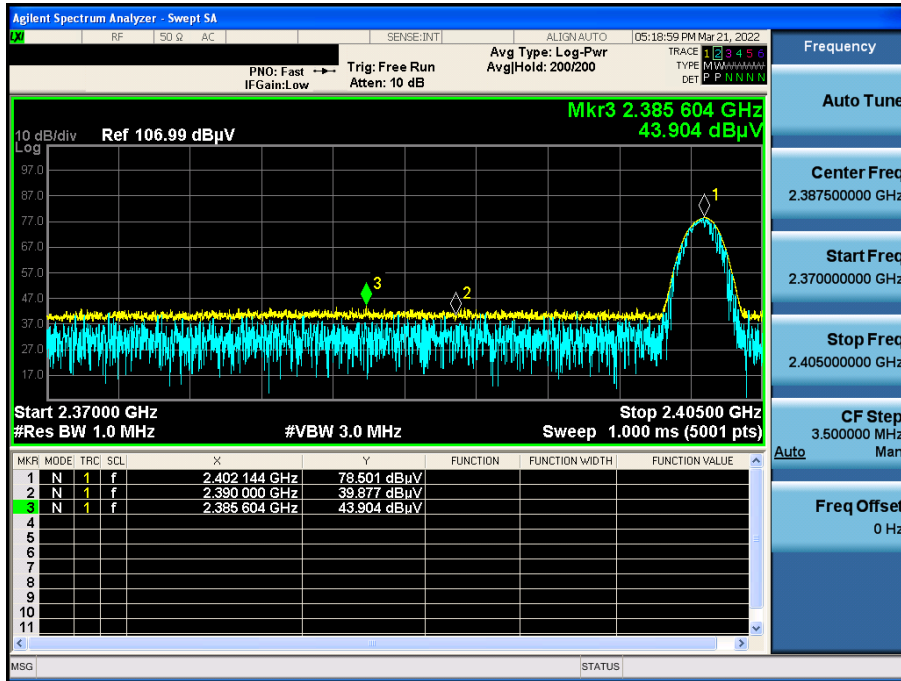 Agilent Spectrum Analyzer - Swept SA
LXI RF 50 Ω AC SENSE:INT ALIGN AUTO 05:18:59 PM Mar 21, 2022
PNO: Fast Trig: Free Run Avg Type: Log-Pwr TRACE 1 2 3 4 5 6
IFGain:Low Atten: 10 dB Avg|Hold: 200/200 TYPE M
DET P P N N N N
Mkr3 2.385 604 GHz
43.904 dBµV
10 dB/div Ref 106.99 dBµV
Log
97.0
87.0
77.0
67.0
57.0
47.0
37.0
27.0
17.0
1
2
3
Start 2.37000 GHz Stop 2.40500 GHz
#Res BW 1.0 MHz #VBW 3.0 MHz Sweep 1.000 ms (5001 pts)
MKR MODE TRC SCL X Y FUNCTION FUNCTION WIDTH FUNCTION VALUE
1 N 1 f 2.402 144 GHz 78.501 dBµV
2 N 1 f 2.390 000 GHz 39.877 dBµV
3 N 1 f 2.385 604 GHz 43.904 dBµV
4
5
6
7
8
9
10
11
MSG STATUS
Frequency
Auto Tune
Center Freq
2.387500000 GHz
Start Freq
2.370000000 GHz
Stop Freq
2.405000000 GHz
CF Step
3.500000 MHz
Auto Man
Freq Offset
0 Hz